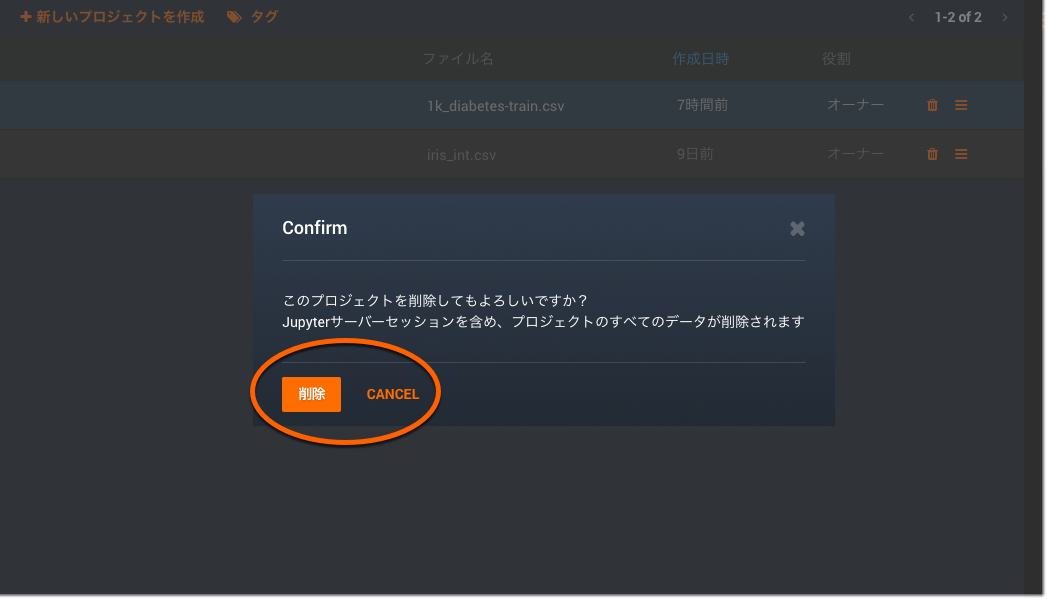 新しいプロジェクトを作成 タグ 1-2 of 2
ファイル名 作成日時 役割
1k_diabetes-train.csv 7時間前 オーナー
iris_int.csv 9日前 オーナー
Confirm
このプロジェクトを削除してもよろしいですか？
Jupyterサーバーセッションを含め、プロジェクトのすべてのデータが削除されます
削除 CANCEL